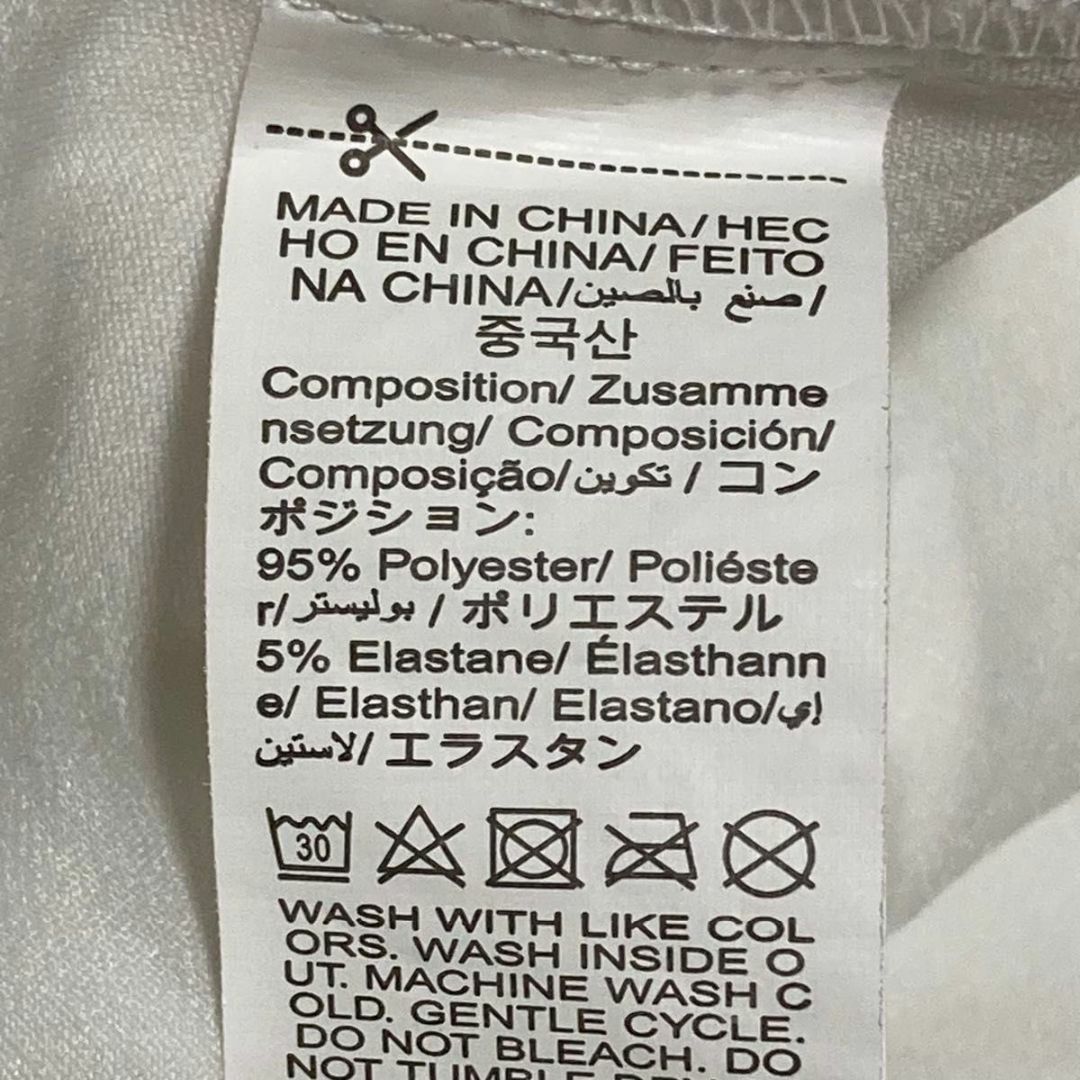 MADE IN CHINA/HEC
HO EN CHINA/FEITO
NA CHINA/صنع بالصين/
중국산
Composition/ Zusamme
nsetzung/ Composición/
Composição/تكوين / コン
ポジション:
95% Polyester/ Poliéste
r/بوليستر / ポリエステル
5% Elastane/ Élasthann
e/ Elasthan/ Elastano/إي
لاستين/ エラスタン
30
WASH WITH LIKE COL
ORS. WASH INSIDE O
UT. MACHINE WASH C
OLD. GENTLE CYCLE.
DO NOT BLEACH. DO
NOT TUMBLE